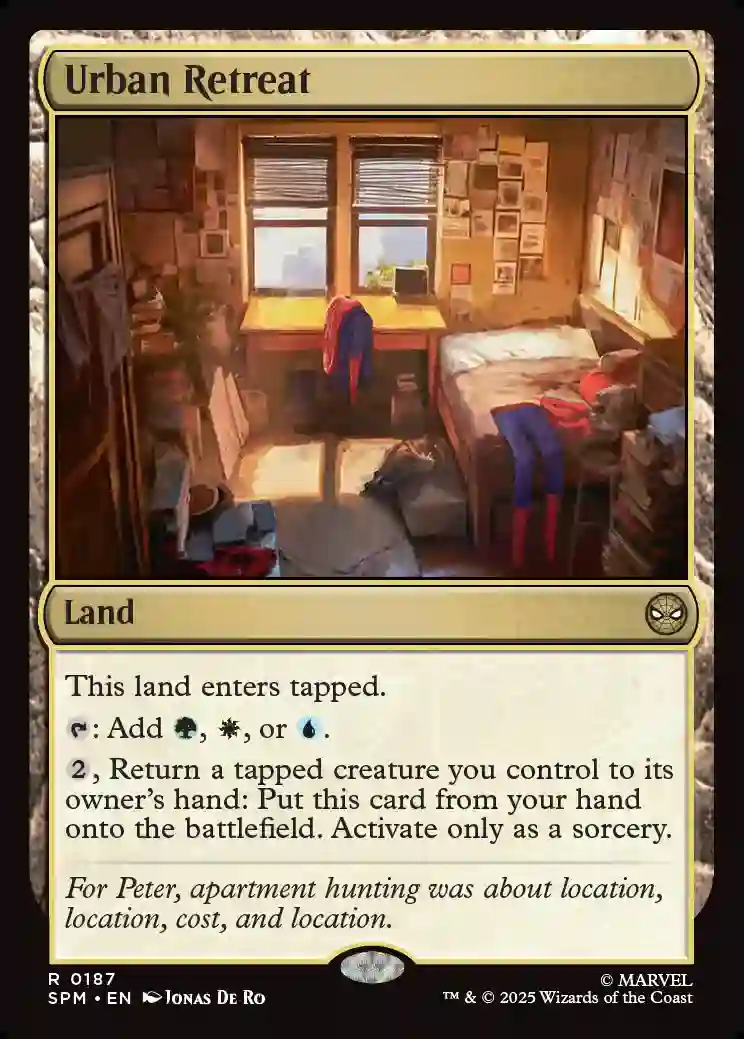 Urban Retreat
Land
This land enters tapped.
: Add , , or .
2, Return a tapped creature you control to its
owner's hand: Put this card from your hand
onto the battlefield. Activate only as a sorcery.
For Peter, apartment hunting was about location,
location, cost, and location.
R 0187
SPM • EN Jonas De Ro
© MARVEL
™ & © 2025 Wizards of the Coast